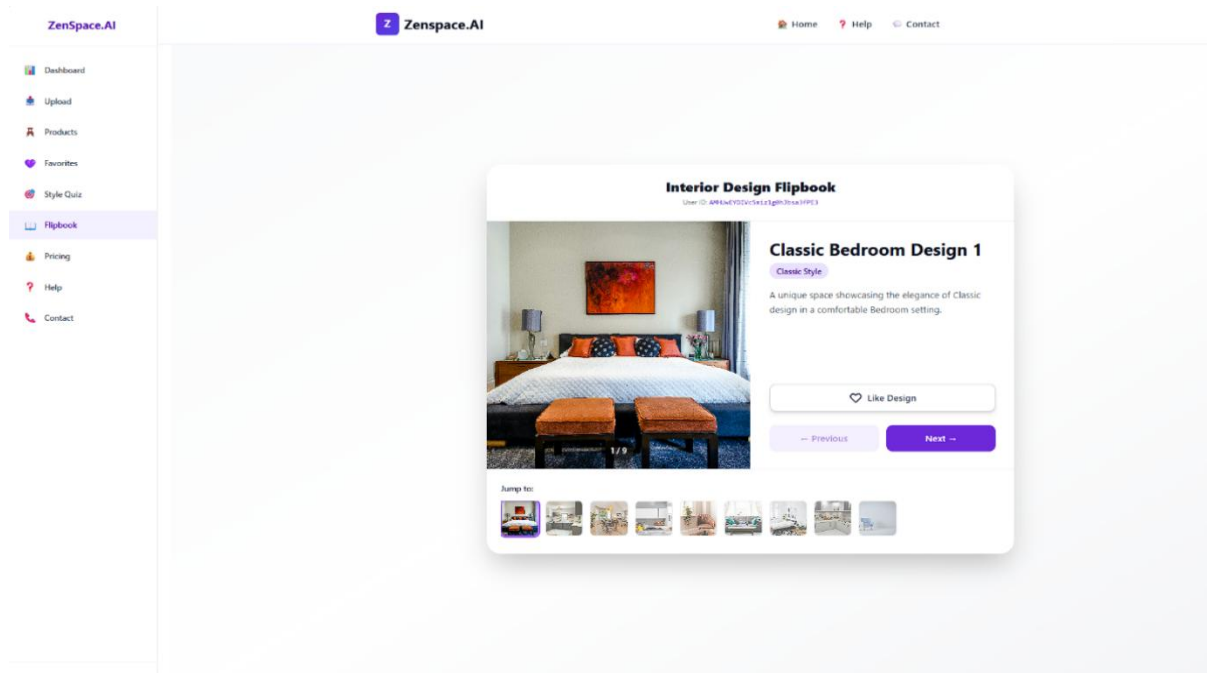 ZenSpace.AI
Z Zenspace.AI
Home
Help
Contact
Dashboard
Upload
Products
Favorites
Style Quiz
Flipbook
Pricing
Help
Contact
Interior Design Flipbook
User ID:
Classic Bedroom Design 1
Classic Style
A unique space showcasing the elegance of Classic
design in a comfortable Bedroom setting.
Like Design
← Previous
Next →
1 / 9
Jump to: